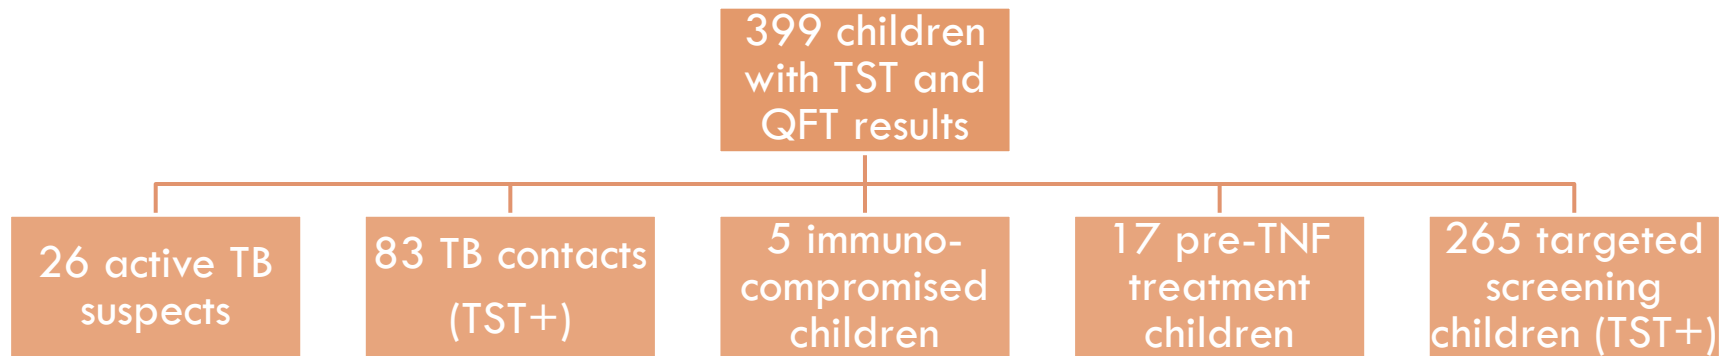 399 children
with TST and
QFT results
26 active TB
suspects
83 TB contacts
(TST+)
5 immuno-
compromised
children
17 pre-TNF
treatment
children
265 targeted
screening
children (TST+)